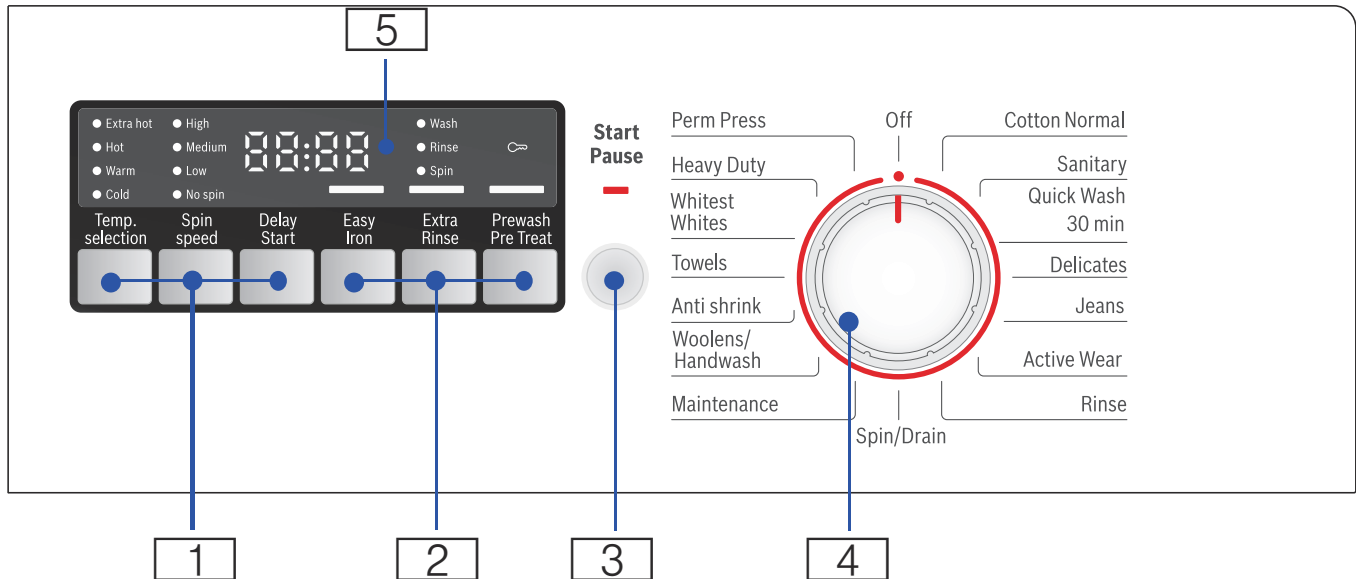 5
Extra hot
Hot
Warm
Cold
High
Medium
Low
No spin
88:88
Wash
Rinse
Spin
Temp.
selection
Spin
speed
Delay
Start
Easy
Iron
Extra
Rinse
Prewash
Pre Treat
Start
Pause
Perm Press
Heavy Duty
Whitest
Whites
Towels
Anti shrink
Woolens/
Handwash
Maintenance
Off
Cotton Normal
Sanitary
Quick Wash
30 min
Delicates
Jeans
Active Wear
Rinse
Spin/Drain
1
2
3
4